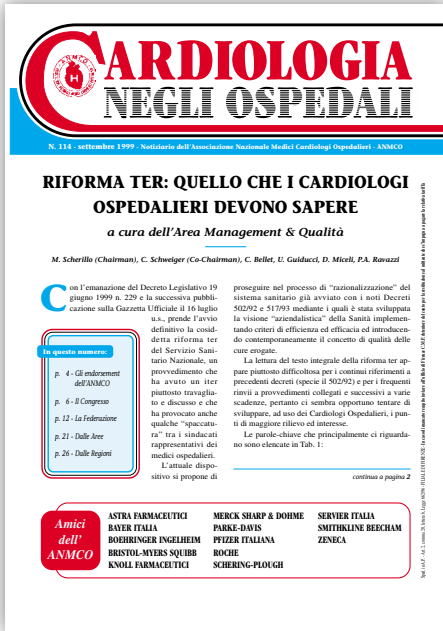 CARDIOLOGIA
NEGLI OSPEDALI
N. 114 - settembre 1999 - Notiziario dell'Associazione Nazionale Medici Cardiologi Ospedalieri - ANMCO
RIFORMA TER: QUELLO CHE I CARDIOLOGI
OSPEDALIERI DEVONO SAPERE
a cura dell'Area Management & Qualità
M. Scherillo (Chairman), C. Schweiger (Co-Chairman), C. Bellet, U. Guiducci, D. Miceli, P.A. Ravazzi
Con l'emanazione del Decreto Legislativo 19
giugno 1999 n. 229 e la successiva pubbli-
cazione sulla Gazzetta Ufficiale il 16 luglio
u.s., prende l'avvio
definitivo la cosid-
detta riforma ter
del Servizio Sani-
tario Nazionale, un
provvedimento che
ha avuto un iter
piuttosto travaglia-
to e discusso e che
ha provocato anche
qualche "spaccatu-
ra" tra i sindacati
rappresentativi dei
medici ospedalieri.
L'attuale dispo-
sitivo si propone di
In questo numero:
p. 4 - Gli endorsement
dell'ANMCO
p. 6 - Il Congresso
p. 12 - La Federazione
p. 21 - Dalle Aree
p. 26 - Dalle Regioni
proseguire nel processo di "razionalizzazione" del
sistema sanitario già avviato con i noti Decreti
502/92 e 517/93 mediante i quali è stata sviluppata
la visione "aziendalistica" della Sanità implemen-
tando criteri di efficienza ed efficacia ed introducen-
do contemporaneamente il concetto di qualità delle
cure erogate.
La lettura del testo integrale della riforma ter ap-
pare piuttosto difficoltosa per i continui riferimenti a
precedenti decreti (specie il 502/92) e per i frequenti
rinvii a provvedimenti collegati e successivi a varie
scadenze, pertanto ci sembra opportuno tentare di
sviluppare, ad uso dei Cardiologi Ospedalieri, i pun-
ti di maggiore rilievo ed interesse.
Le parole-chiave che principalmente ci riguarda-
no sono elencate in Tab. 1:
continua a pagina 2
Amici
dell'
ANMCO
ASTRA FARMACEUTICI
BAYER ITALIA
BOEHRINGER INGELHEIM
BRISTOL-MYERS SQUIBB
KNOLL FARMACEUTICI
MERCK SHARP & DOHME
PARKE-DAVIS
PFIZER ITALIANA
ROCHE
SCHERING-PLOUGH
SERVIER ITALIA
SMITHKLINE BEECHAM
ZENECA